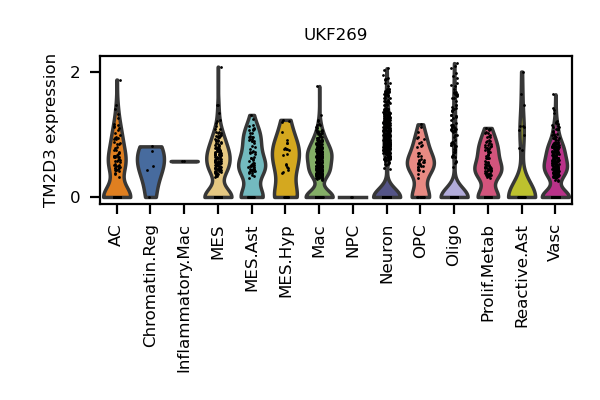 UKF269
TM2D3 expression
2
0
AC
Chromatin.Reg
Inflammatory.Mac
MES
MES.Ast
MES.Hyp
Mac
NPC
Neuron
OPC
Oligo
Prolif.Metab
Reactive.Ast
Vasc